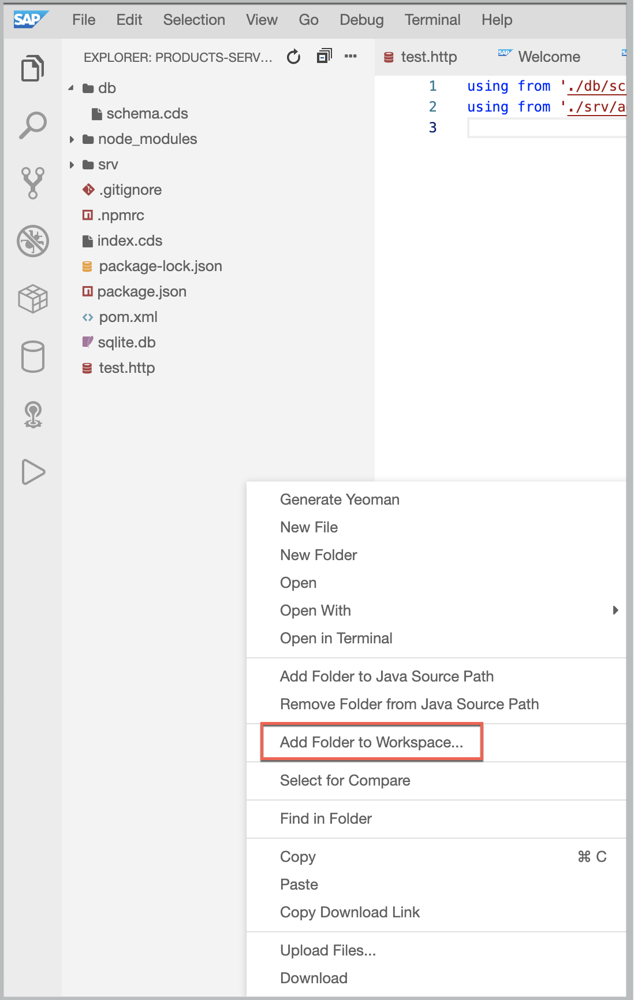 SAP File Edit Selection View Go Debug Terminal Help
EXPLORER: PRODUCTS-SERV...
test.http SAP Welcome
db
schema.cds
node_modules
srv
.gitignore
.npmrc
index.cds
package-lock.json
package.json
pom.xml
sqlite.db
test.http
1 using from './db/sc
2 using from './srv/a
3
Generate Yeoman
New File
New Folder
Open
Open With
Open in Terminal
Add Folder to Java Source Path
Remove Folder from Java Source Path
Add Folder to Workspace...
Select for Compare
Find in Folder
Copy ⌘ C
Paste
Copy Download Link
Upload Files...
Download